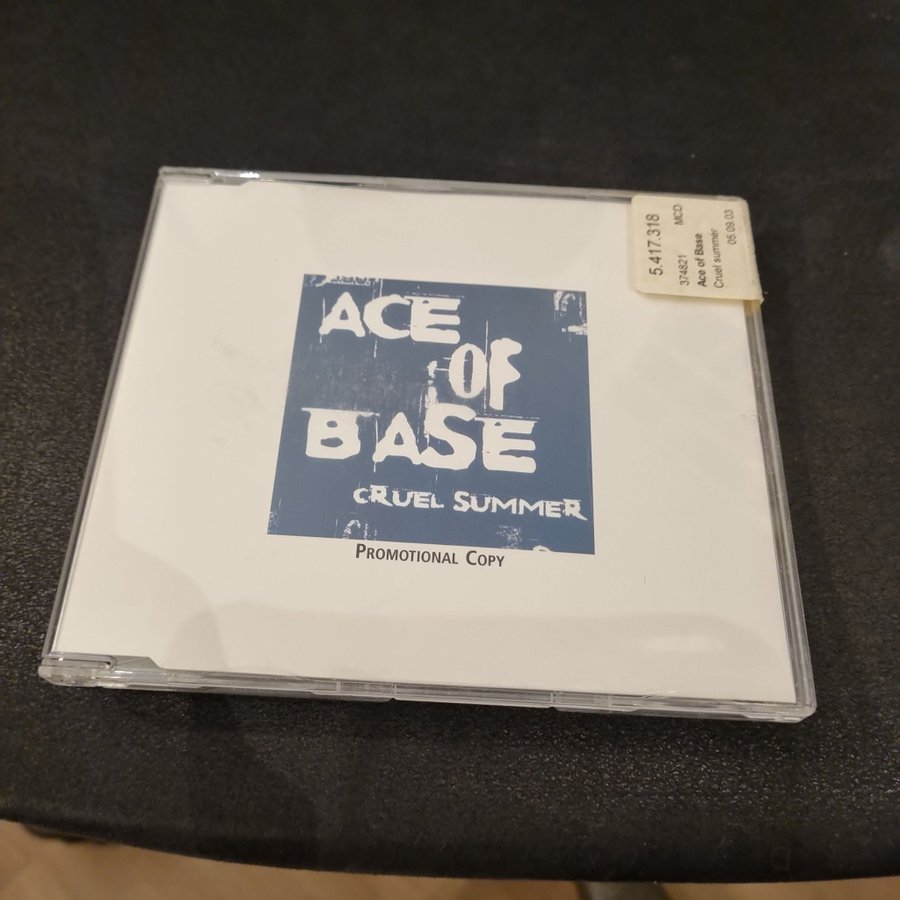 ACE
OF
BASE
CRUEL SUMMER
PROMOTIONAL COPY
5.417.318
374821 MCD
Ace of Base
Cruel summer
05.09.03